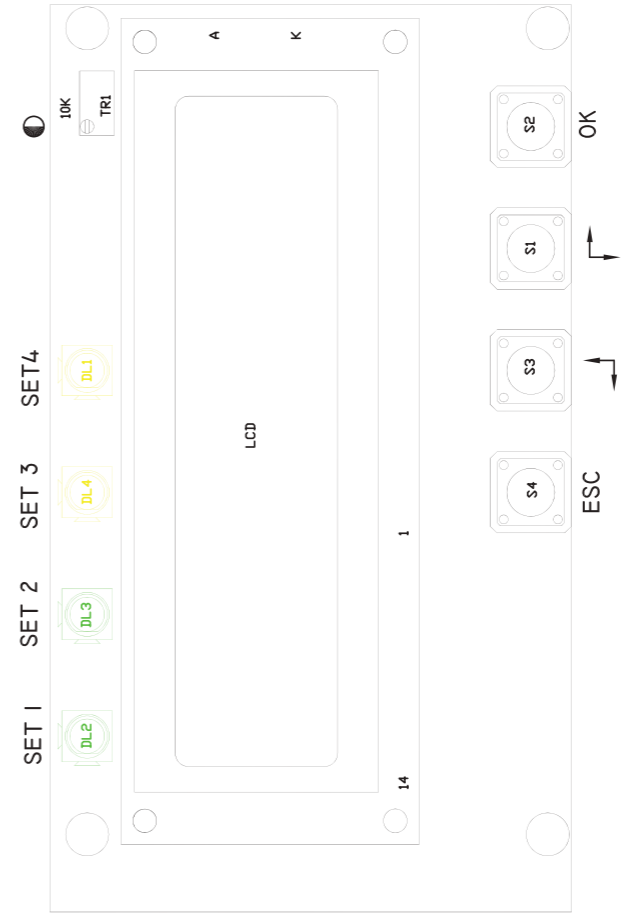 SET 1 SET 2 SET 3 SET4
10K
DL2 DL3 DL4 DL1 TR1
A
LCD
K
14 1
S4 S3 S1 S2
ESC OK